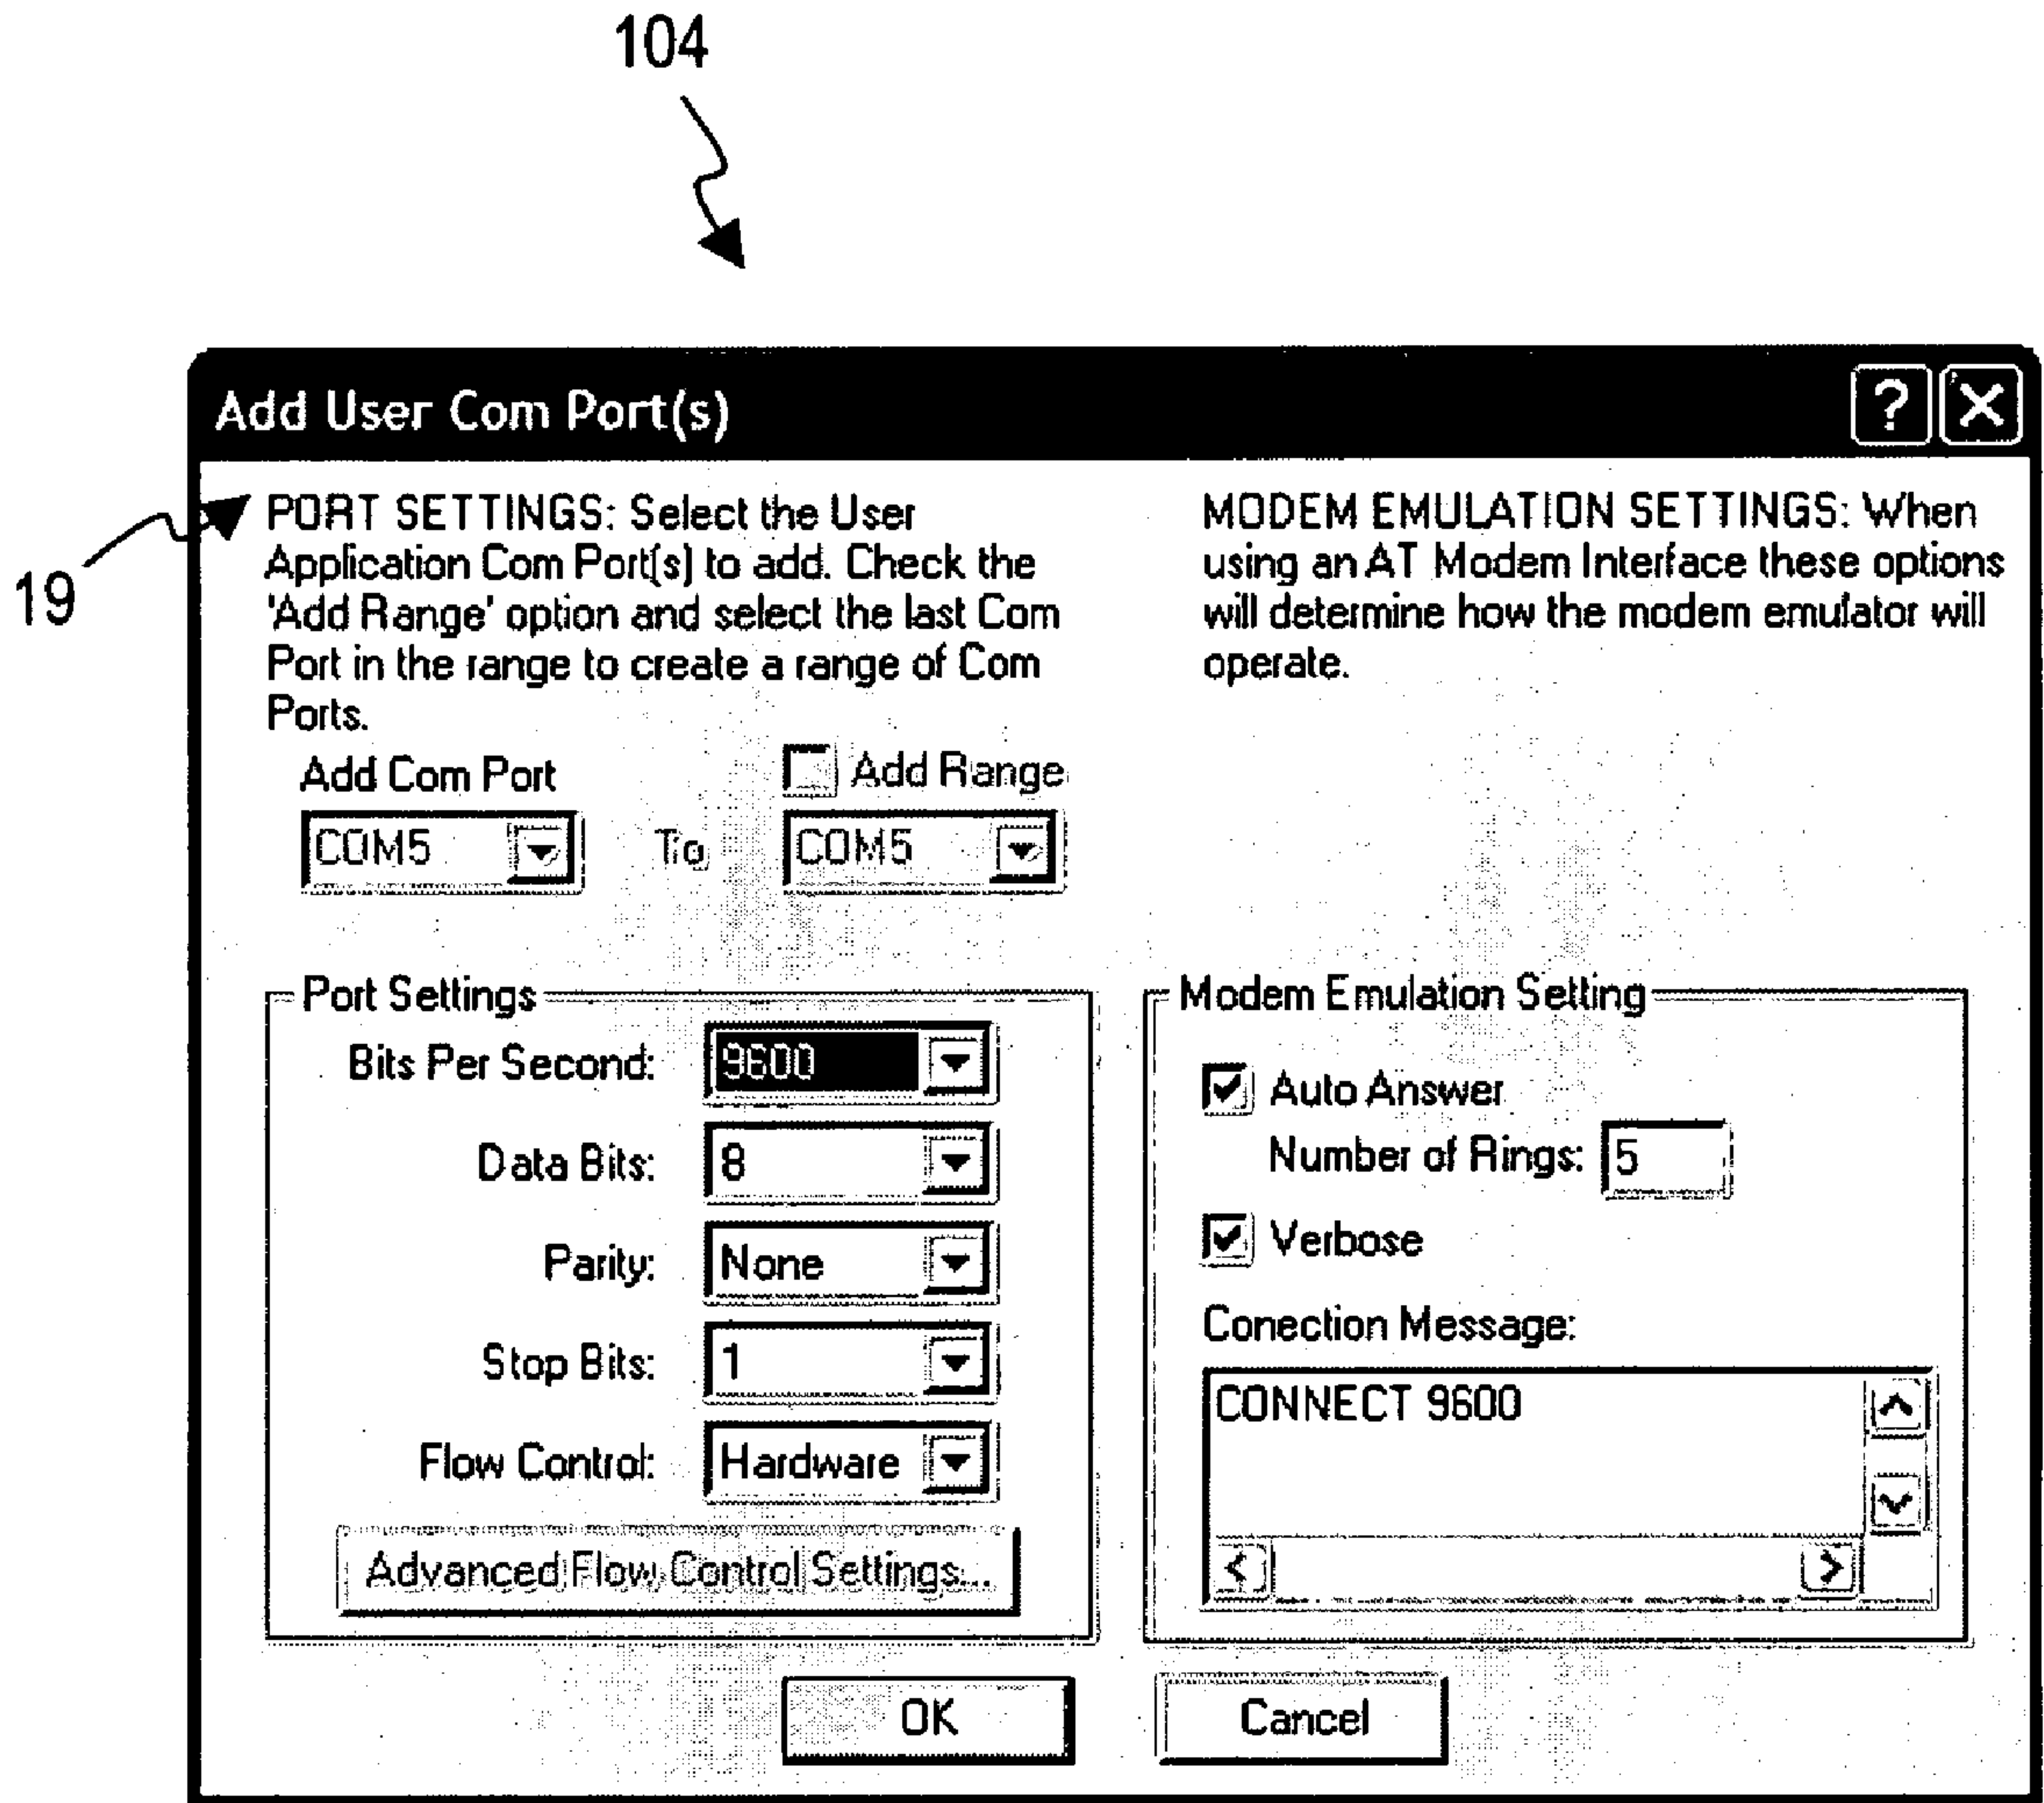 104
Add User Com Port(s)
19
PORT SETTINGS: Select the User
Application Com Port(s) to add. Check the
'Add Range' option and select the last Com
Port in the range to create a range of Com
Ports.
MODEM EMULATION SETTINGS: When
using an AT Modem Interface these options
will determine how the modem emulator will
operate.
Add Com Port
Add Range
COM5
To
COM5
Port Settings
Bits Per Second: 9600
Data Bits: 8
Parity: None
Stop Bits: 1
Flow Control: Hardware
Advanced Flow Control Settings...
Modem Emulation Setting
Auto Answer
Number of Rings: 5
Verbose
Conection Message:
CONNECT 9600
OK
Cancel